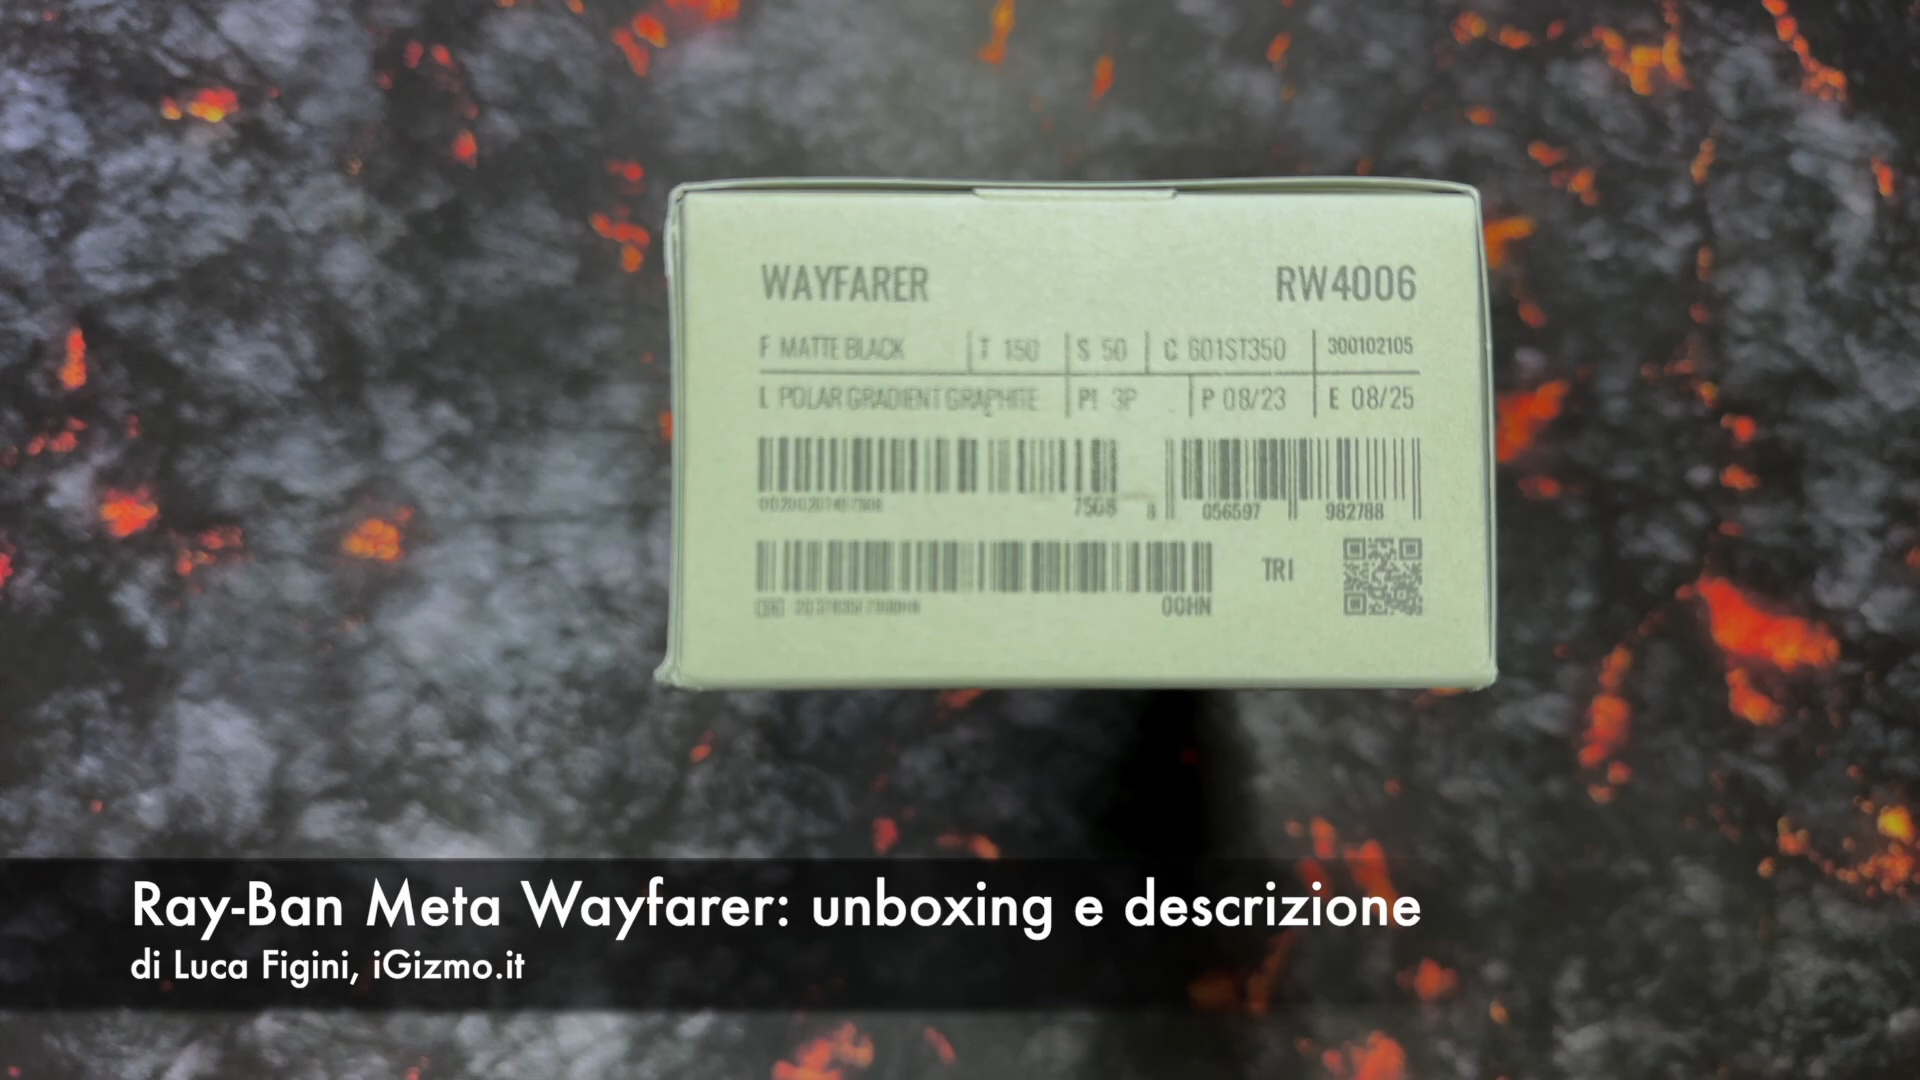 WAYFARER RW4006
F MATTE BLACK T 150 S 50 C 601ST350 300102105
L POLAR GRADIENT GRAPHITE PI 3P P 08/23 E 08/25
7508 8 056597 982788
TRI
00HN
Ray-Ban Meta Wayfarer: unboxing e descrizione
di Luca Figini, iGizmo.it